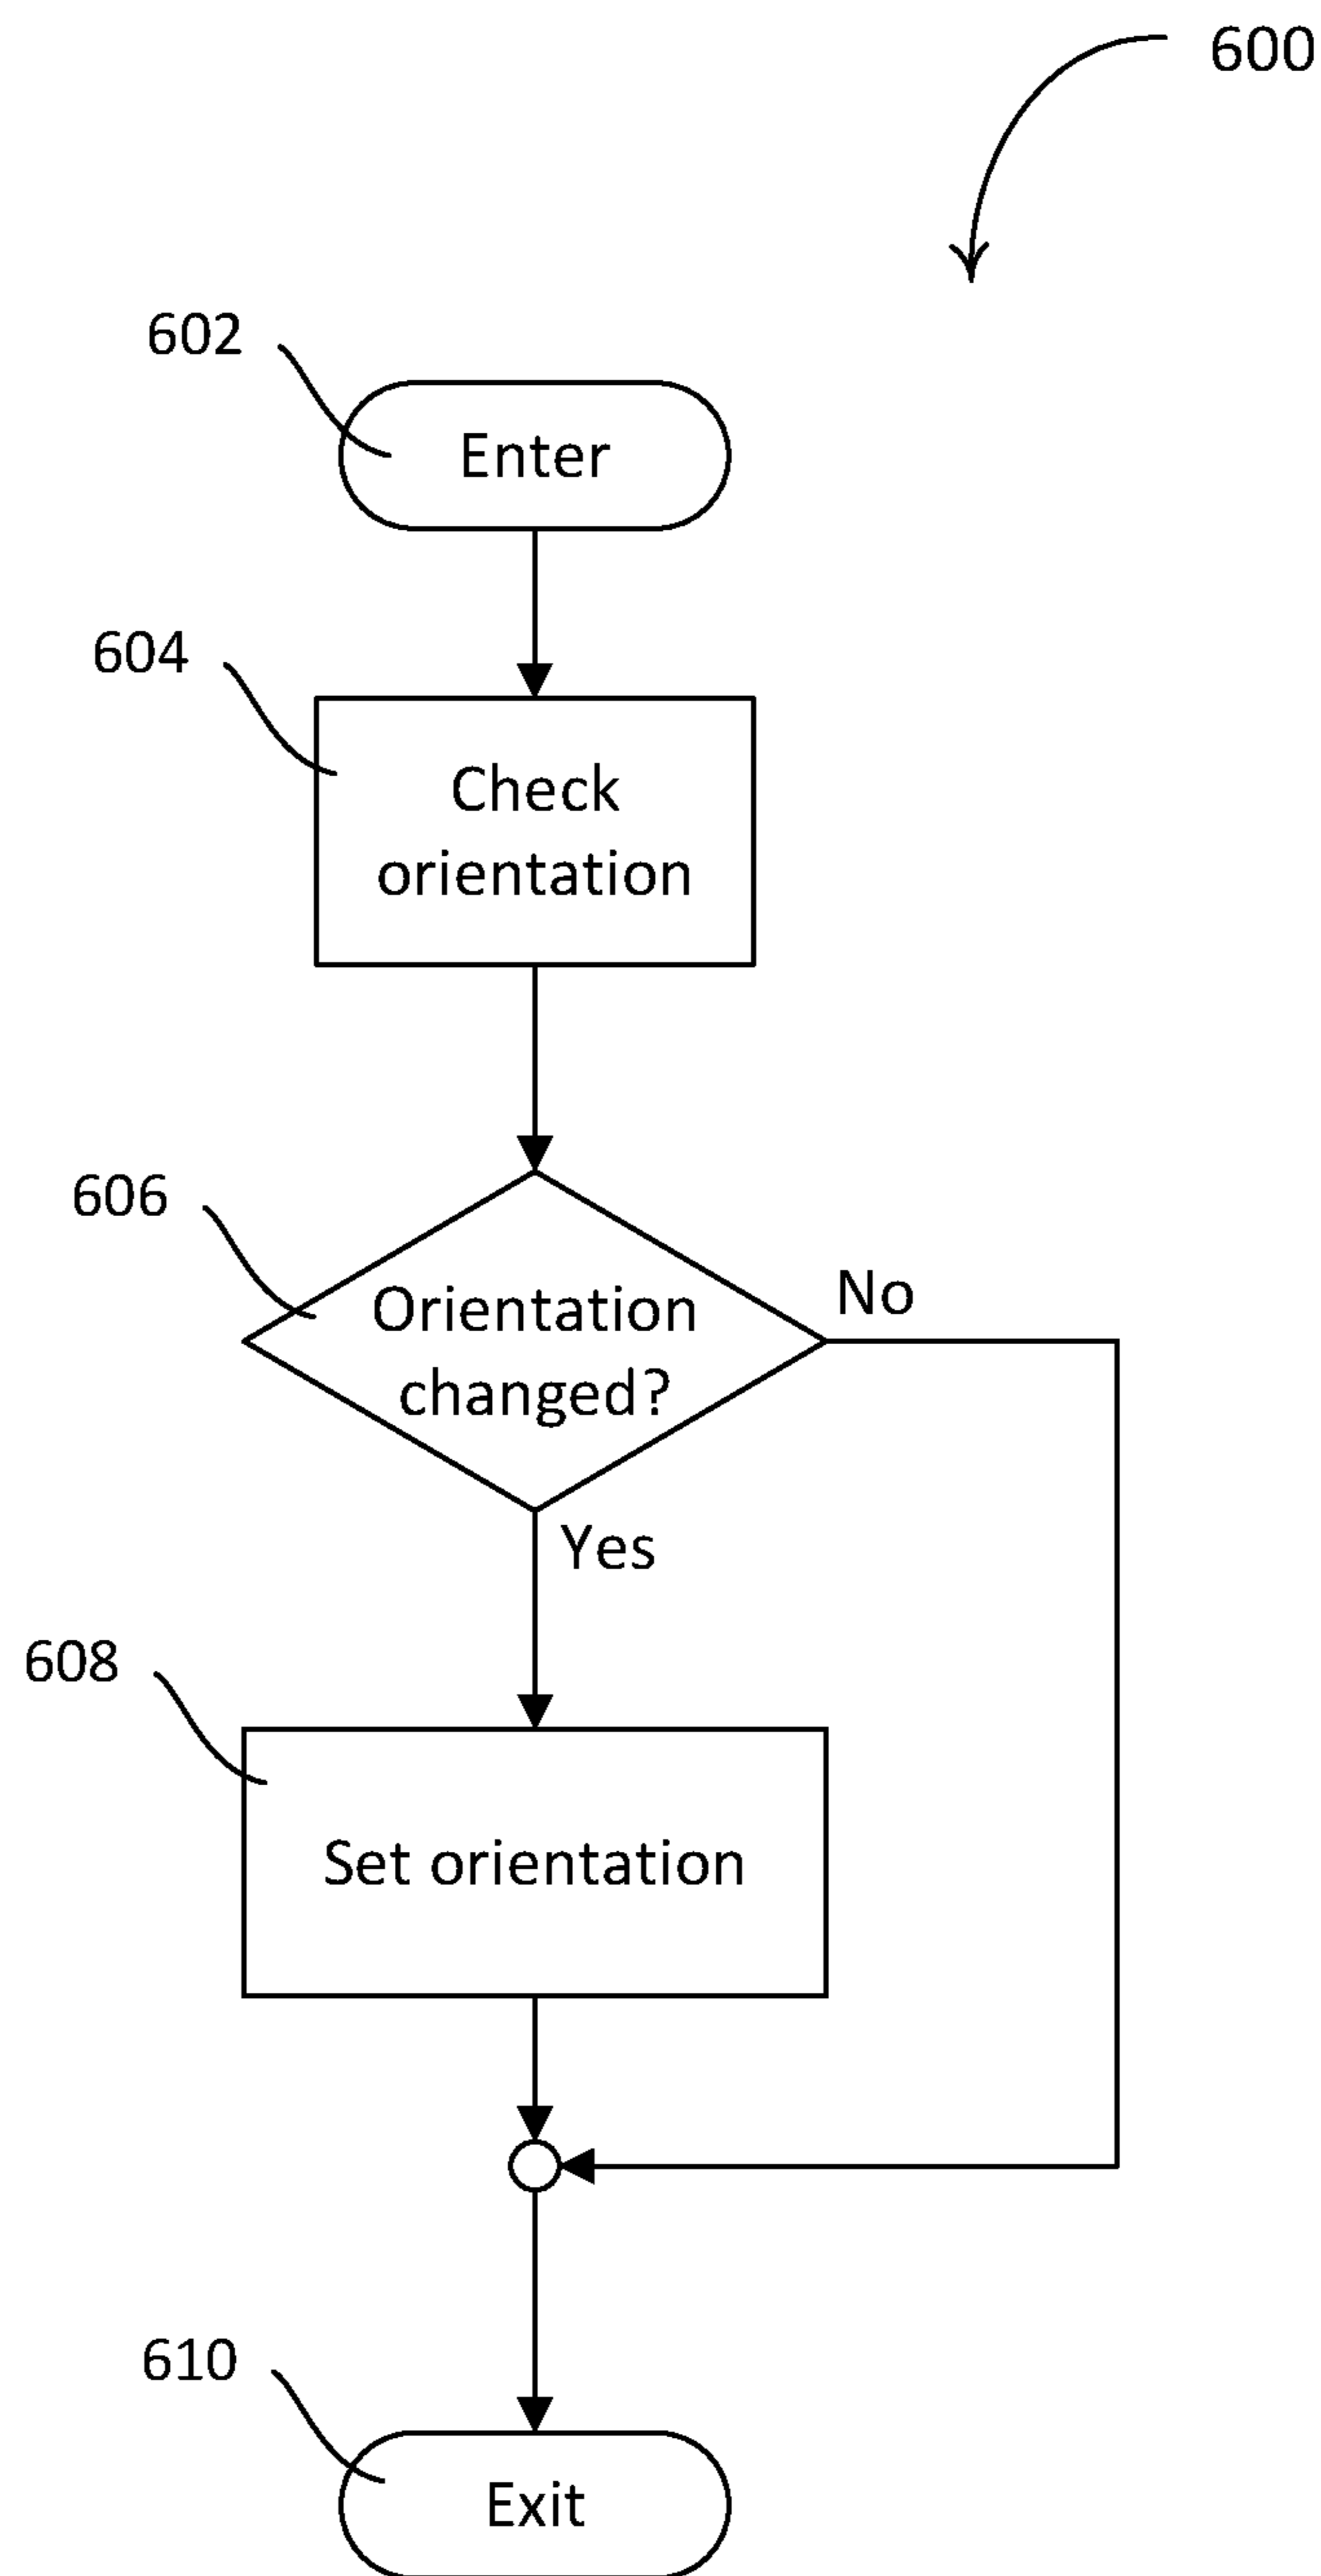 600
602
Enter
604
Check
orientation
606
Orientation
changed?
No
Yes
608
Set orientation
610
Exit